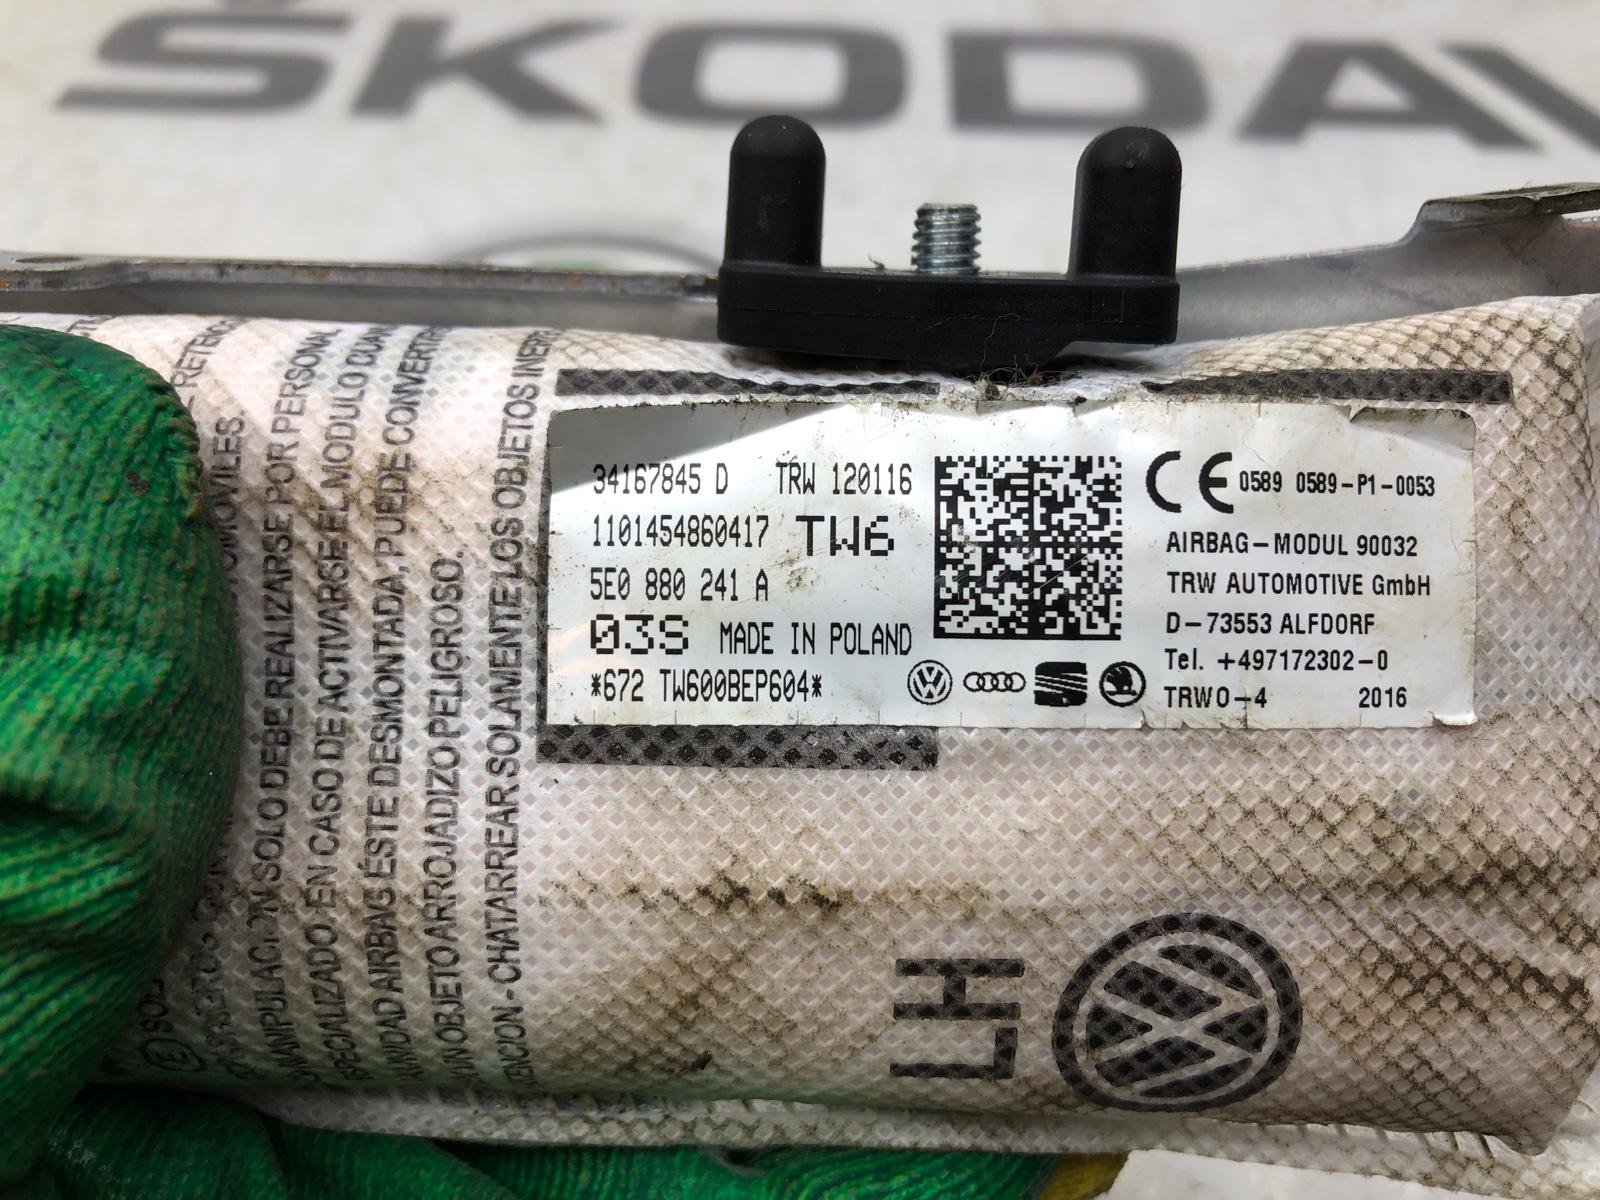 ŠKODA
34167845 D TRW 120116
1101454860417 TW6
5E0 880 241 A
03S MADE IN POLAND
*672 TW600BEP604*
CE 0589 0589-P1-0053
AIRBAG-MODUL 90032
TRW AUTOMOTIVE GmbH
D-73553 ALFDORF
Tel. +497172302-0
TRWO-4 2016
LH
E
MANIPULACION SOLO DEBE REALIZARSE POR PERSONAL
ESPECIALIZADO. EN CASO DE ACTIVARSE EL MODULO
UNIDAD AIRBAG ÉSTE DESMONTADA, PUEDE CONVERTIRSE
UN OBJETO ARROJADIZO PELIGROSO.
CHATARREAR SOLAMENTE LOS OBJETOS